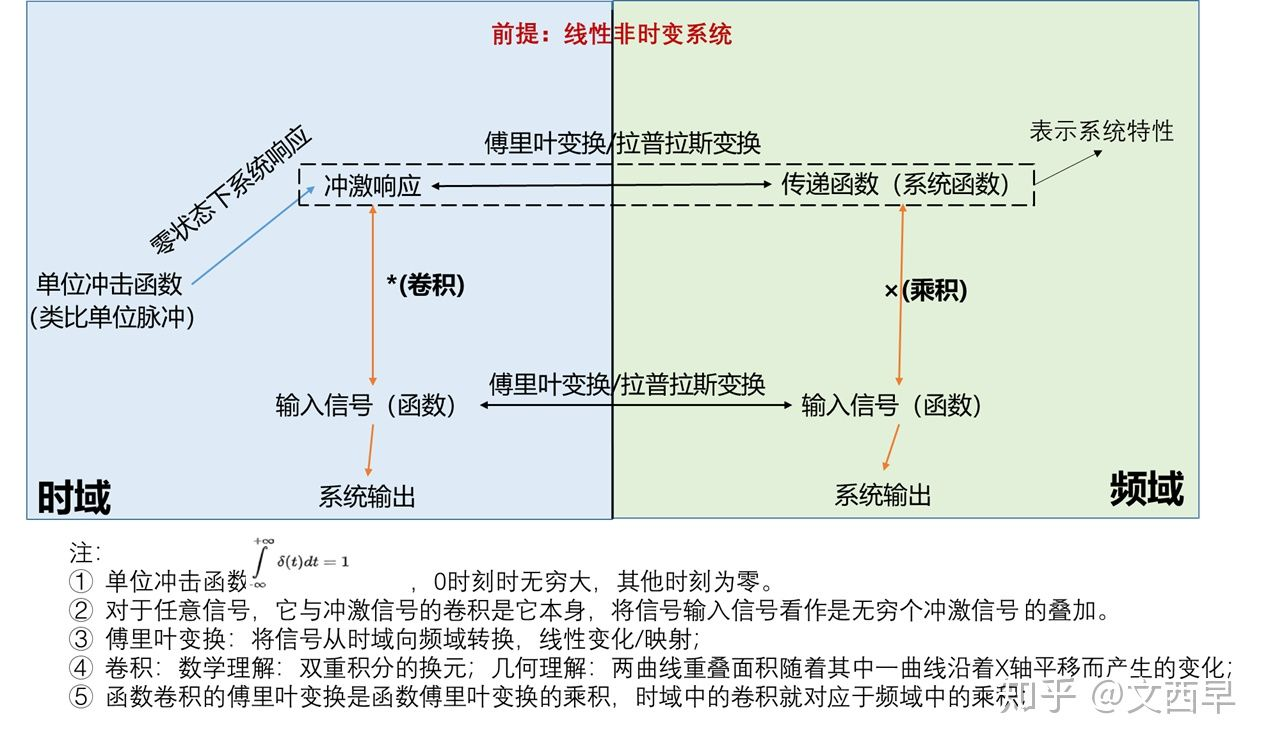 前提：线性非时变系统
表示系统特性
傅里叶变换/拉普拉斯变换
零状态下系统响应
冲激响应
传递函数（系统函数）
单位冲击函数
(类比单位脉冲）
*(卷积)
×(乘积)
傅里叶变换/拉普拉斯变换
输入信号（函数）
输入信号（函数）
系统输出
系统输出
时域
频域
注：
① 单位冲击函数∫_{-∞}^{+∞} δ(t)dt = 1，0时刻时无穷大，其他时刻为零。
② 对于任意信号，它与冲激信号的卷积是它本身，将信号输入信号看作是无穷个冲激信号 的叠加。
③ 傅里叶变换：将信号从时域向频域转换，线性变化/映射；
④ 卷积：数学理解：双重积分的换元；几何理解：两曲线重叠面积随着其中一曲线沿着X轴平移而产生的变化；
⑤ 函数卷积的傅里叶变换是函数傅里叶变换的乘积，时域中的卷积就对应于频域中的乘积；
知乎 @文西早